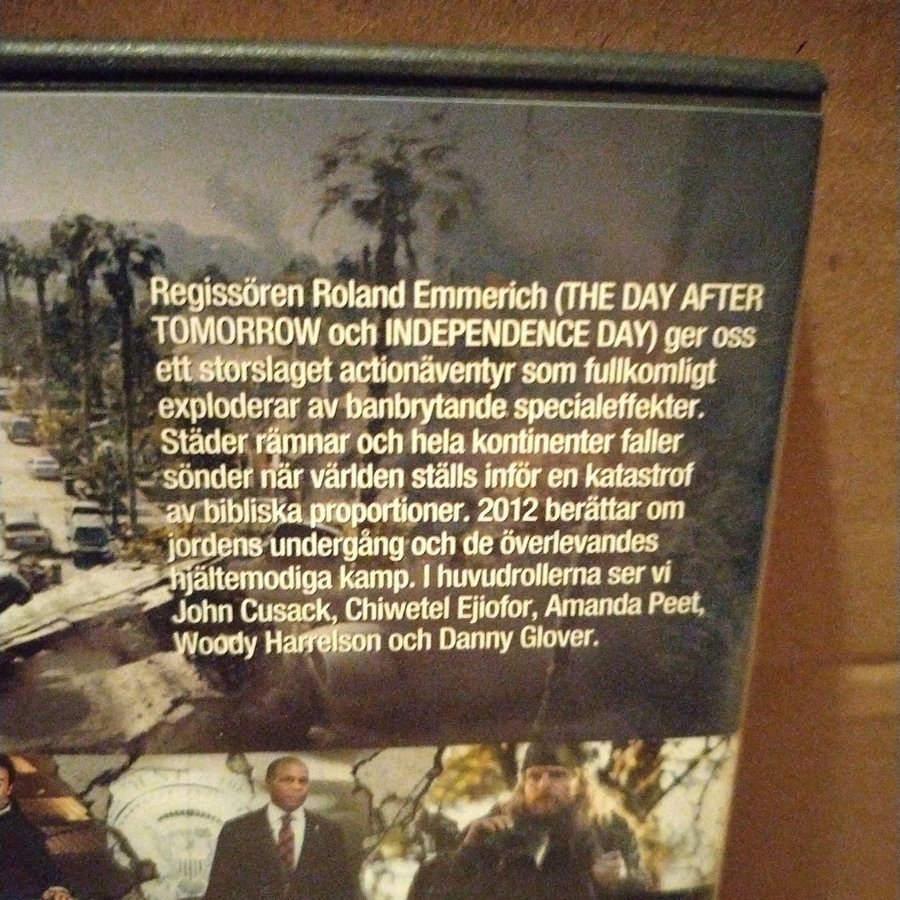 Regissören Roland Emmerich (THE DAY AFTER
TOMORROW och INDEPENDENCE DAY) ger oss
ett storslaget actionäventyr som fullkomligt
exploderar av banbrytande specialeffekter.
Städer rämnar och hela kontinenter faller
sönder när världen ställs inför en katastrof
av bibliska proportioner. 2012 berättar om
jordens undergång och de överlevandes
hjältemodiga kamp. I huvudrollerna ser vi
John Cusack, Chiwetel Ejiofor, Amanda Peet,
Woody Harrelson och Danny Glover.